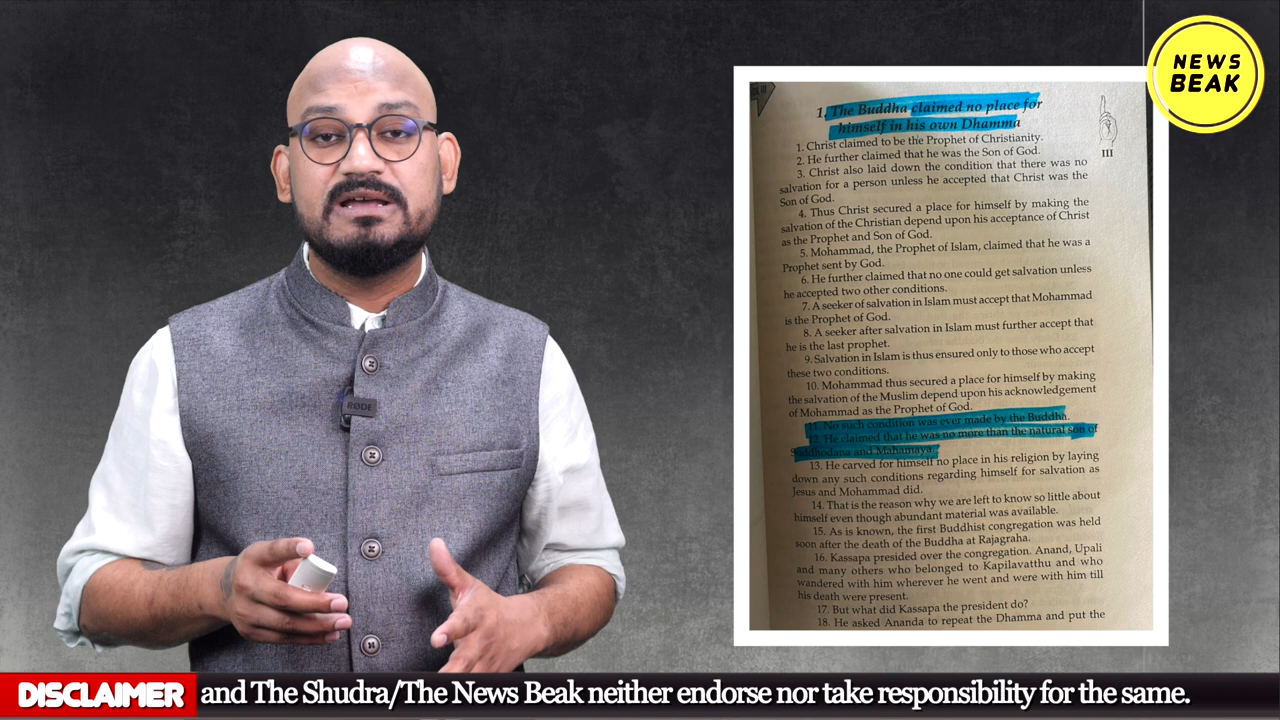 NEWS
BEAK
1. The Buddha claimed no place for
himself in his own Dhamma
III
1. Christ claimed to be the Prophet of Christianity.
2. He further claimed that he was the Son of God.
3. Christ also laid down the condition that there was no
salvation for a person unless he accepted that Christ was the
Son of God.
4. Thus Christ secured a place for himself by making the
salvation of the Christian depend upon his acceptance of Christ
as the Prophet and Son of God.
5. Mohammad, the Prophet of Islam, claimed that he was a
Prophet sent by God.
6. He further claimed that no one could get salvation unless
he accepted two other conditions.
7. A seeker of salvation in Islam must accept that Mohammad
is the Prophet of God.
8. A seeker after salvation in Islam must further accept that
he is the last prophet.
9. Salvation in Islam is thus ensured only to those who accept
these two conditions.
10. Mohammad thus secured a place for himself by making
the salvation of the Muslim depend upon his acknowledgement
of Mohammad as the Prophet of God.
11. No such condition was ever made by the Buddha.
12. He claimed that he was no more than the natural son of
Suddhodana and Mahamaya.
13. He carved for himself no place in his religion by laying
down any such conditions regarding himself for salvation as
Jesus and Mohammad did.
14. That is the reason why we are left to know so little about
himself even though abundant material was available.
15. As is known, the first Buddhist congregation was held
soon after the death of the Buddha at Rajagraha.
16. Kassapa presided over the congregation. Anand, Upali
and many others who belonged to Kapilavatthu and who
wandered with him wherever he went and were with him till
his death were present.
17. But what did Kassapa the president do?
18. He asked Ananda to repeat the Dhamma and put the
RØDE
DISCLAIMER and The Shudra/The News Beak neither endorse nor take responsibility for the same.